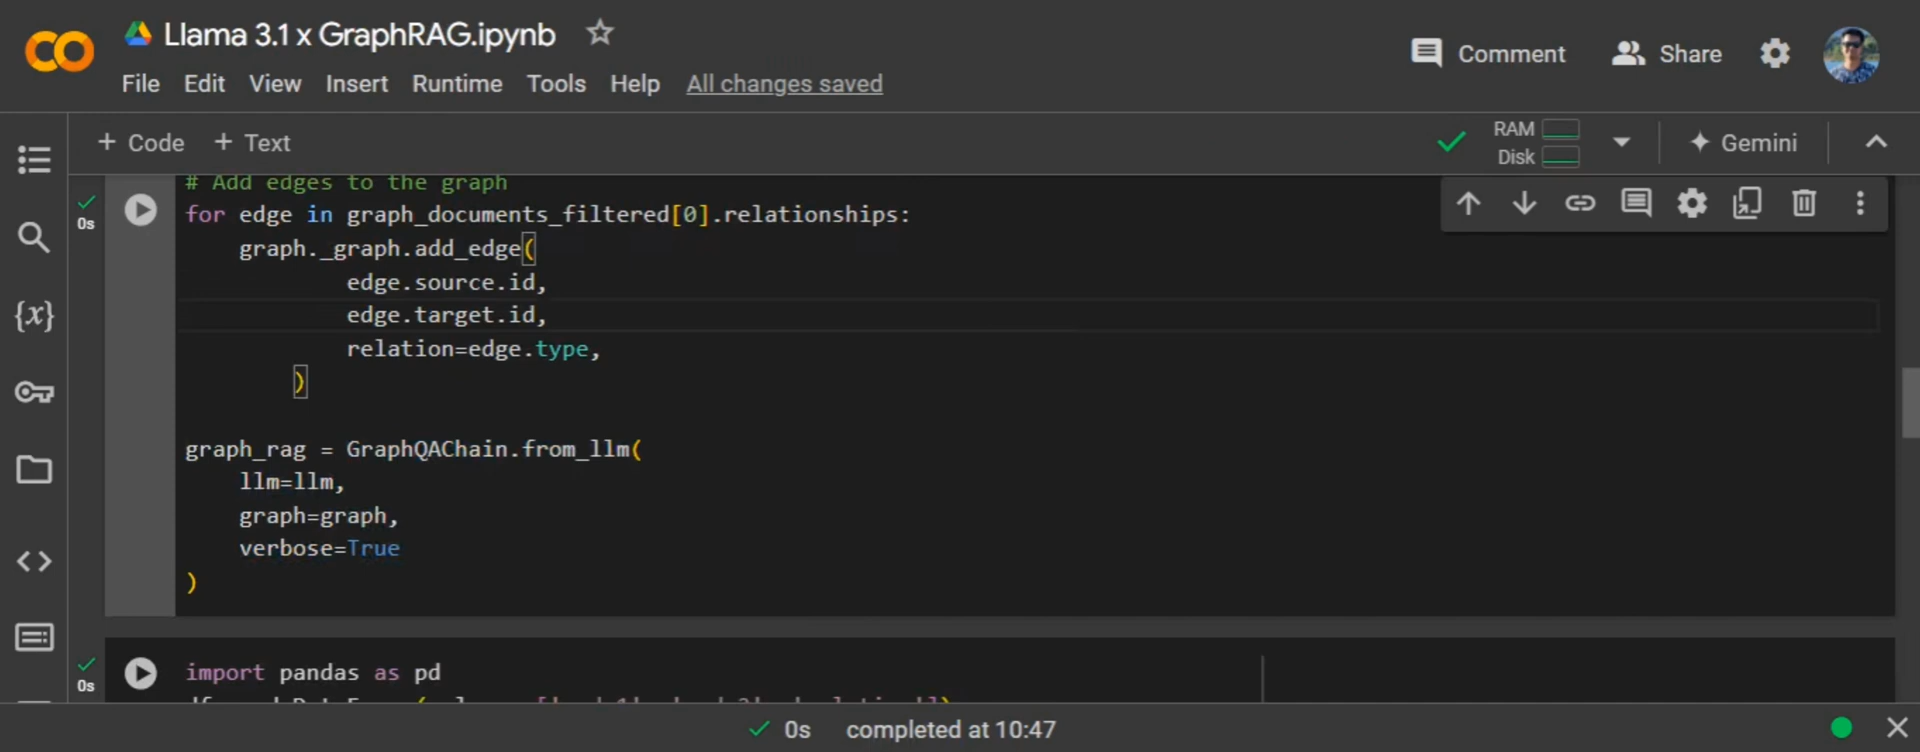 Llama 3.1 x GraphRAG.ipynb
File Edit View Insert Runtime Tools Help All changes saved
Comment Share
+ Code + Text
RAM
Disk
Gemini
0s
# Add edges to the graph
for edge in graph_documents_filtered[0].relationships:
    graph._graph.add_edge(
            edge.source.id,
            edge.target.id,
            relation=edge.type,
        )
graph_rag = GraphQAChain.from_llm(
    llm=llm,
    graph=graph,
    verbose=True
)
{x}
0s
import pandas as pd
0s completed at 10:47